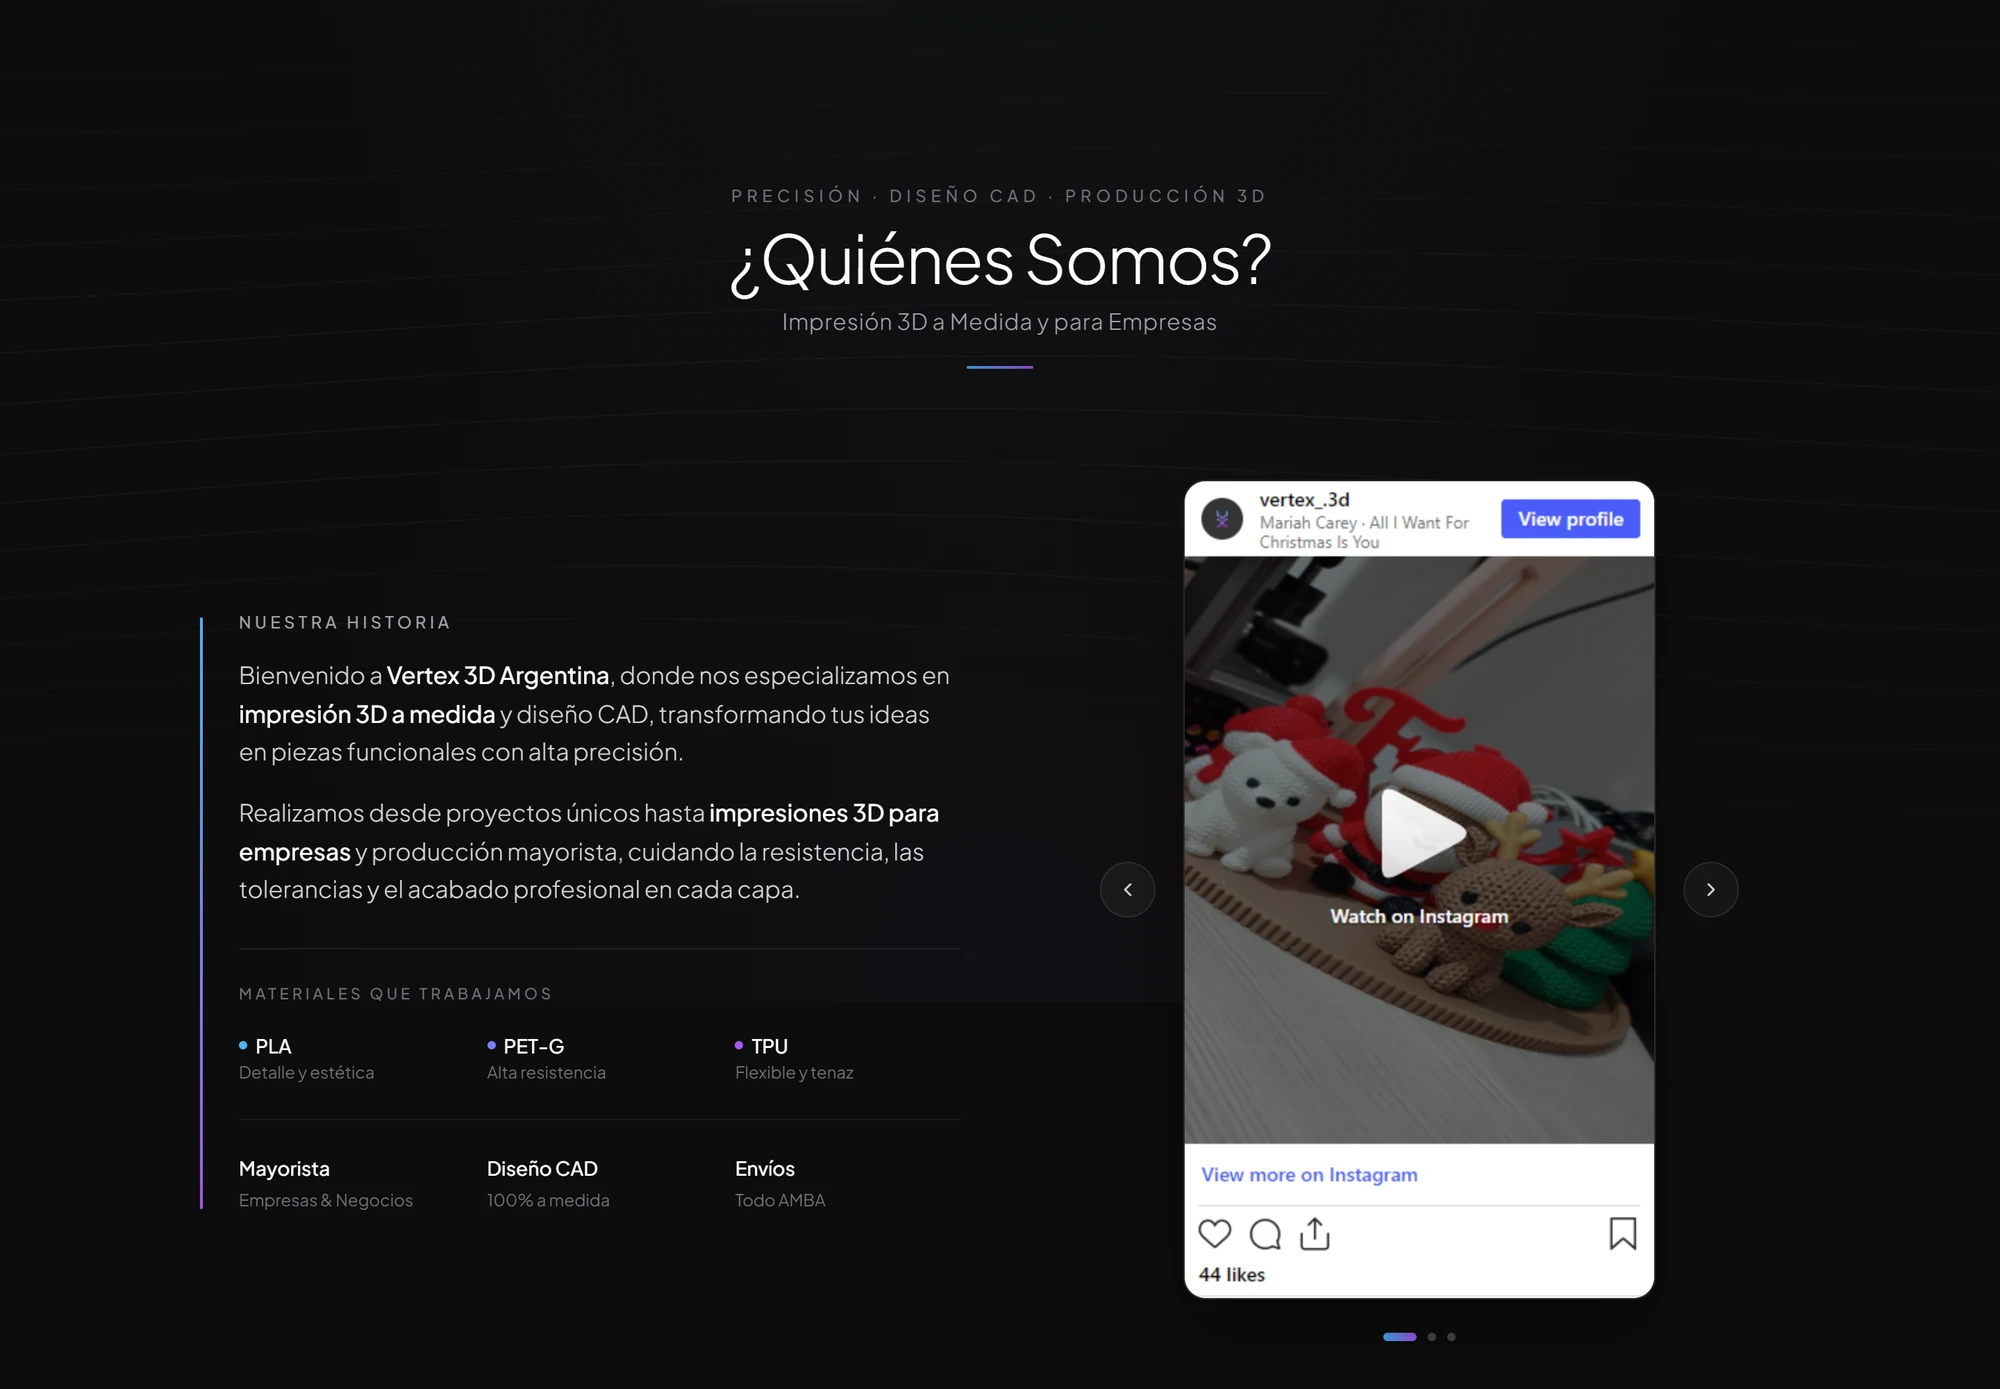 PRECISIÓN · DISEÑO CAD · PRODUCCIÓN 3D
¿Quiénes Somos?
Impresión 3D a Medida y para Empresas
NUESTRA HISTORIA
Bienvenido a Vertex 3D Argentina, donde nos especializamos en
impresión 3D a medida y diseño CAD, transformando tus ideas
en piezas funcionales con alta precisión.
Realizamos desde proyectos únicos hasta impresiones 3D para
empresas y producción mayorista, cuidando la resistencia, las
tolerancias y el acabado profesional en cada capa.
MATERIALES QUE TRABAJAMOS
PLA
Detalle y estética
PET-G
Alta resistencia
TPU
Flexible y tenaz
Mayorista
Empresas & Negocios
Diseño CAD
100% a medida
Envíos
Todo AMBA
vertex_.3d
Mariah Carey · All I Want For
Christmas Is You
View profile
Watch on Instagram
View more on Instagram
44 likes